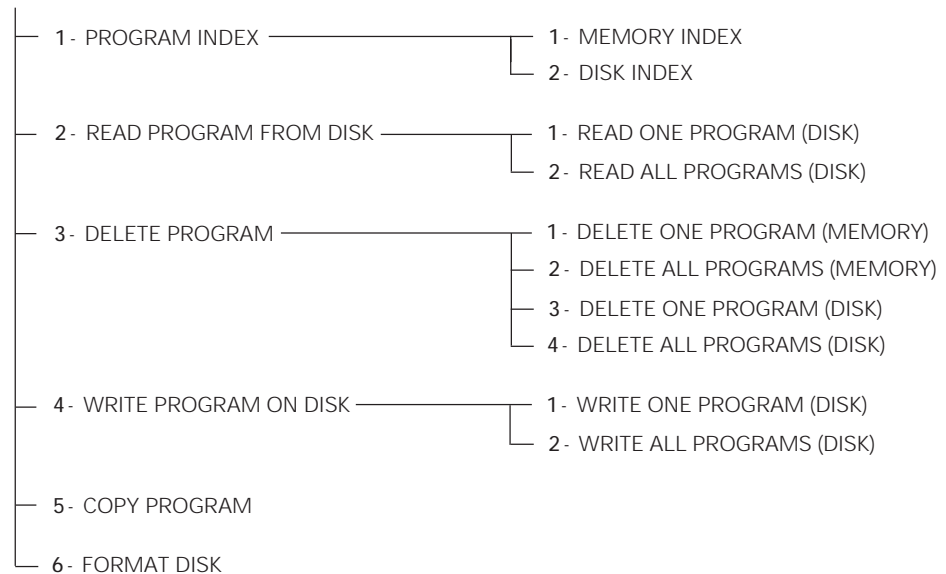 1 - PROGRAM INDEX
1 - MEMORY INDEX
2 - DISK INDEX
2 - READ PROGRAM FROM DISK
1 - READ ONE PROGRAM (DISK)
2 - READ ALL PROGRAMS (DISK)
3 - DELETE PROGRAM
1 - DELETE ONE PROGRAM (MEMORY)
2 - DELETE ALL PROGRAMS (MEMORY)
3 - DELETE ONE PROGRAM (DISK)
4 - DELETE ALL PROGRAMS (DISK)
4 - WRITE PROGRAM ON DISK
1 - WRITE ONE PROGRAM (DISK)
2 - WRITE ALL PROGRAMS (DISK)
5 - COPY PROGRAM
6 - FORMAT DISK